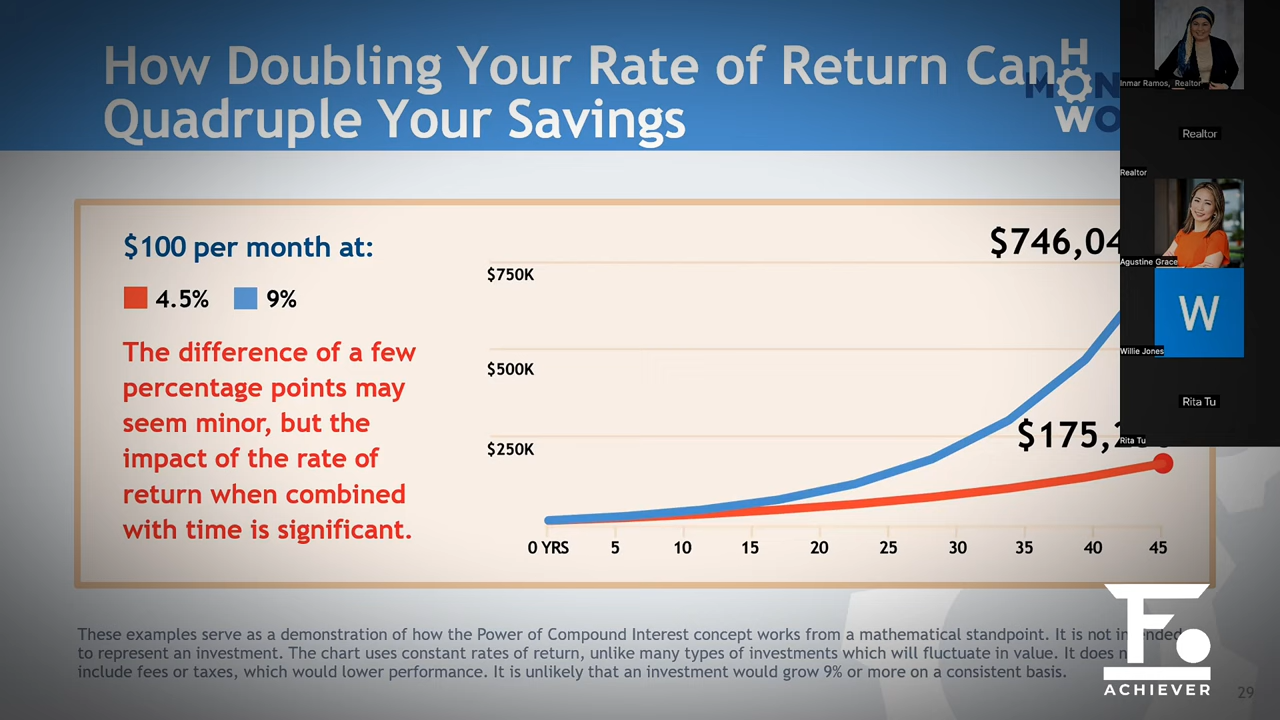 How Doubling Your Rate of Return Can
Quadruple Your Savings
HOW
MON
WO
Inmar Ramos, Realtor
Realtor
Realtor
Agustine Grace
W
Willie Jones
Rita Tu
Rita Tu
$100 per month at:
4.5% 9%
The difference of a few
percentage points may
seem minor, but the
impact of the rate of
return when combined
with time is significant.
$746,04
$750K
$500K
$175,2
$250K
0 YRS 5 10 15 20 25 30 35 40 45
These examples serve as a demonstration of how the Power of Compound Interest concept works from a mathematical standpoint. It is not intended
to represent an investment. The chart uses constant rates of return, unlike many types of investments which will fluctuate in value. It does n
include fees or taxes, which would lower performance. It is unlikely that an investment would grow 9% or more on a consistent basis.
ACHIEVER
29